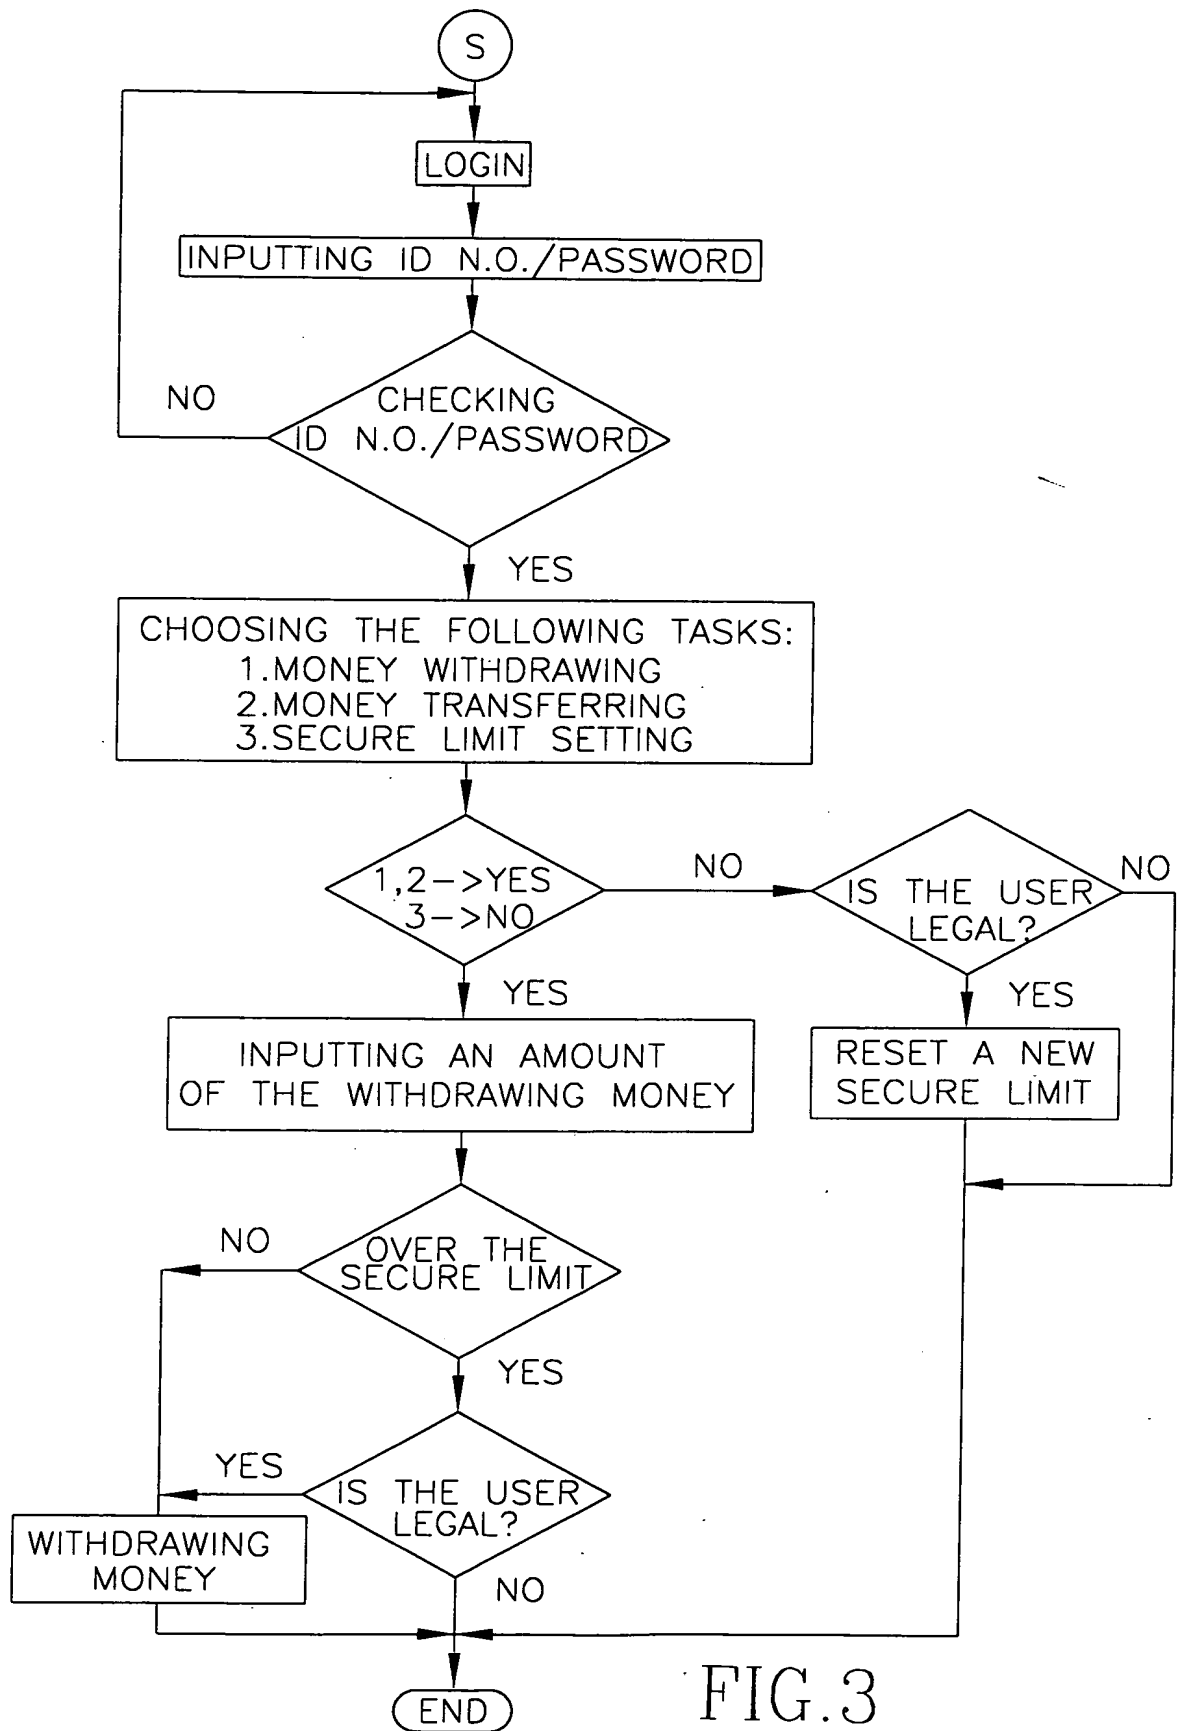 S
LOGIN
INPUTTING ID N.O./PASSWORD
NO
CHECKING
ID N.O./PASSWORD
YES
CHOOSING THE FOLLOWING TASKS:
1.MONEY WITHDRAWING
2.MONEY TRANSFERRING
3.SECURE LIMIT SETTING
1,2->YES
3->NO
NO
IS THE USER
LEGAL?
NO
YES
YES
INPUTTING AN AMOUNT
OF THE WITHDRAWING MONEY
RESET A NEW
SECURE LIMIT
NO
OVER THE
SECURE LIMIT
YES
YES
IS THE USER
LEGAL?
WITHDRAWING
MONEY
NO
END
FIG.3